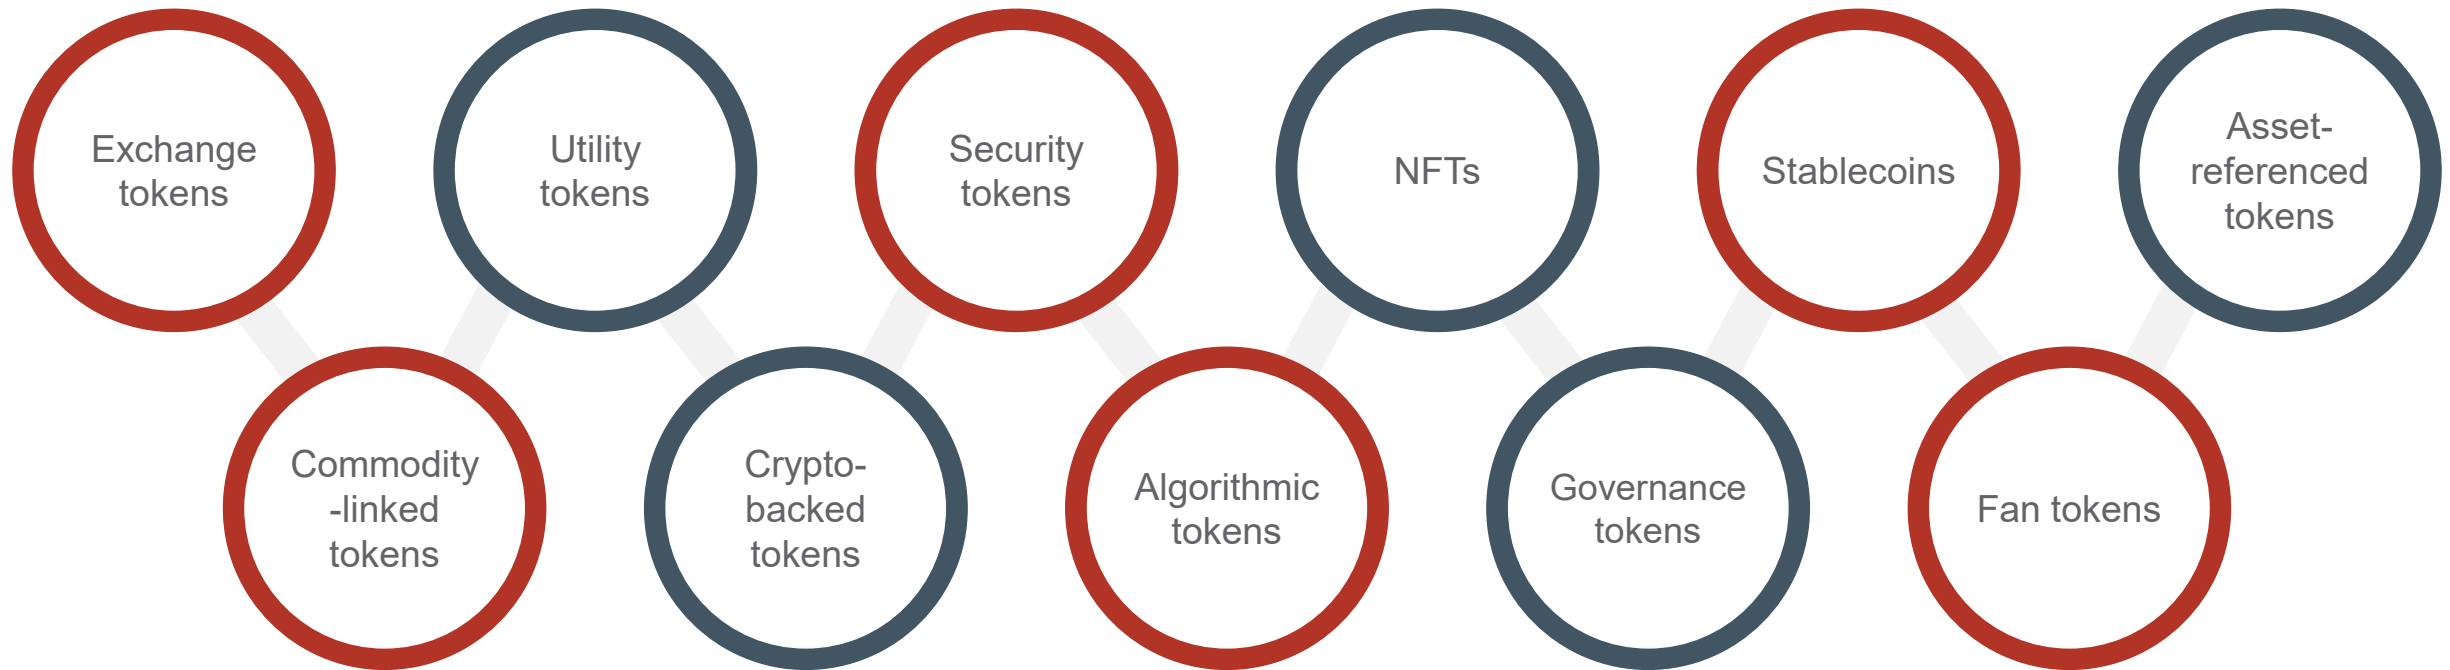 Exchange
tokens
Utility
tokens
Security
tokens
NFTs
Stablecoins
Asset-
referenced
tokens
Commodity
-linked
tokens
Crypto-
backed
tokens
Algorithmic
tokens
Governance
tokens
Fan tokens